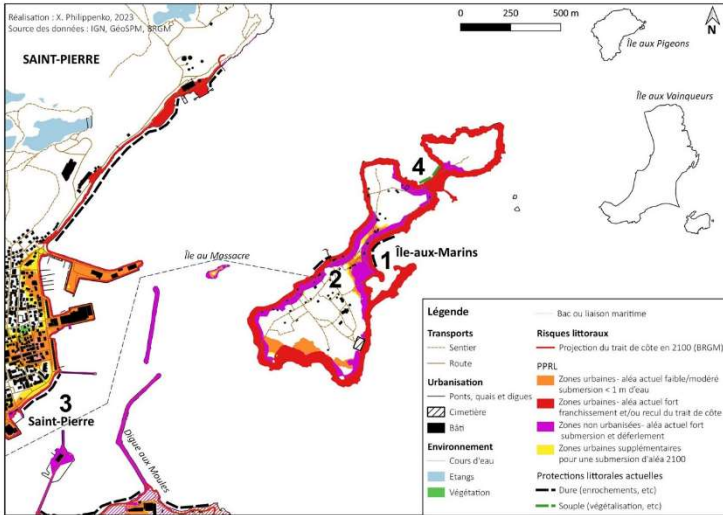 Réalisation : X. Philippenko, 2023
Source des données : IGN, GéoSPM, BRGM
SAINT-PIERRE
0 250 500 m
N
Île aux Pigeons
Île aux Vainqueurs
4
Île au Massacre
1
Île-aux-Marins
2
3
Saint-Pierre
Digue aux Moules
Légende
Transports
Sentier
Route
Urbanisation
Ponts, quais et digues
Cimetière
Bâti
Environnement
Cours d'eau
Etangs
Végétation
Bac ou liaison maritime
Risques littoraux
Projection du trait de côte en 2100 (BRGM)
PPRL
Zones urbaines- aléa actuel faible/modéré
submersion < 1 m d'eau
Zones urbaines- aléa actuel fort
franchissement et/ou recul du trait de côte
Zones non urbanisées- aléa actuel fort
submersion et déferlement
Zones urbaines supplémentaires
pour une submersion d'aléa 2100
Protections littorales actuelles
Dure (enrochements, etc)
Souple (végétalisation, etc)